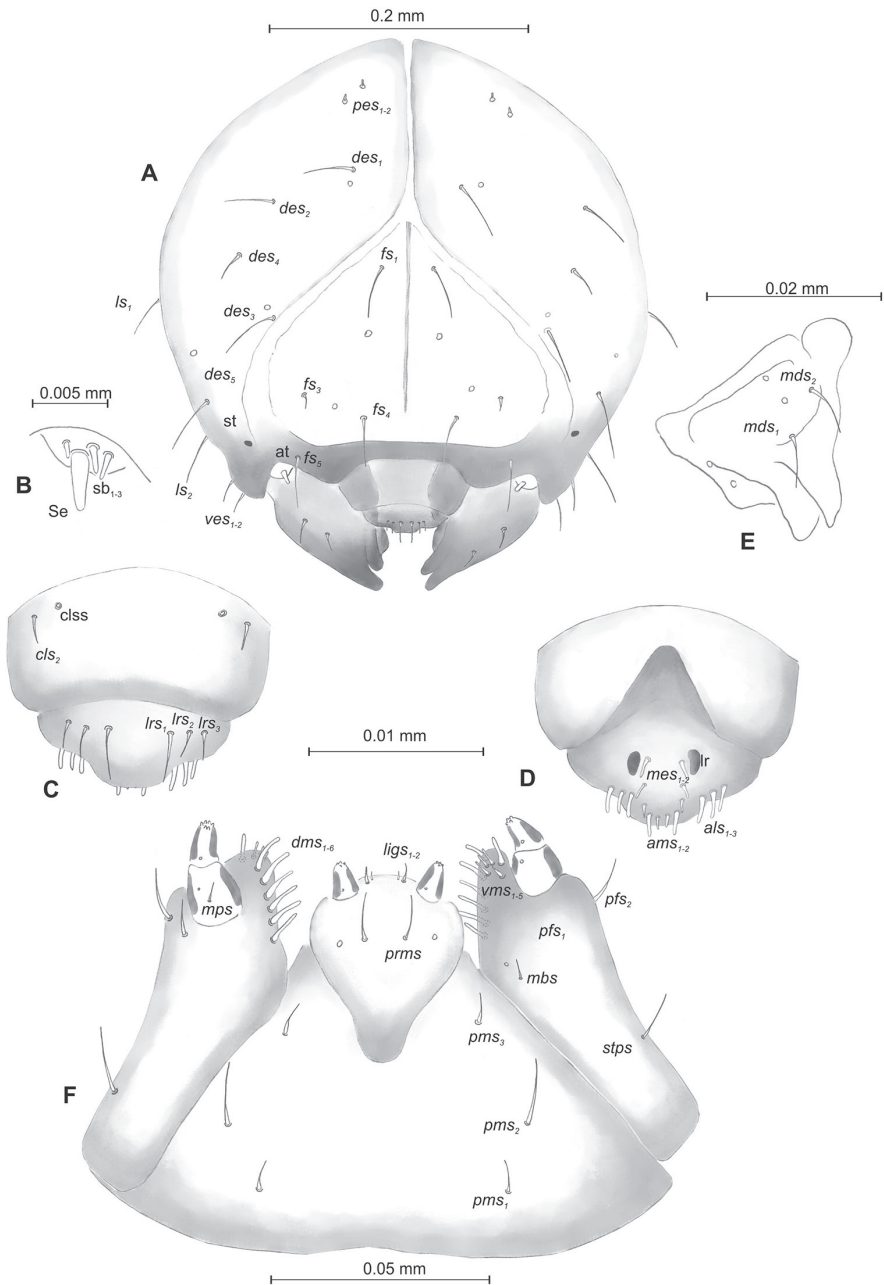 0.2 mm
pes₁₋₂
A
des₁
des₂
des₄
fs₁
0.02 mm
ls₁
des₃
mds₂
des₅
fs₃
0.005 mm
fs₄
st
mds₁
at
fs₅
B
sb₁₋₃
ls₂
Se
ves₁₋₂
E
clss
cls₂
lrs₁ lrs₂ lrs₃
0.01 mm
C
D
lr
mes₁₋₂
als₁₋₃
ams₁₋₂
dms₁₋₆
ligs₁₋₂
vms₁₋₅
pfs₂
mps
pfs₁
prms
mbs
pms₃
stps
F
pms₂
pms₁
0.05 mm